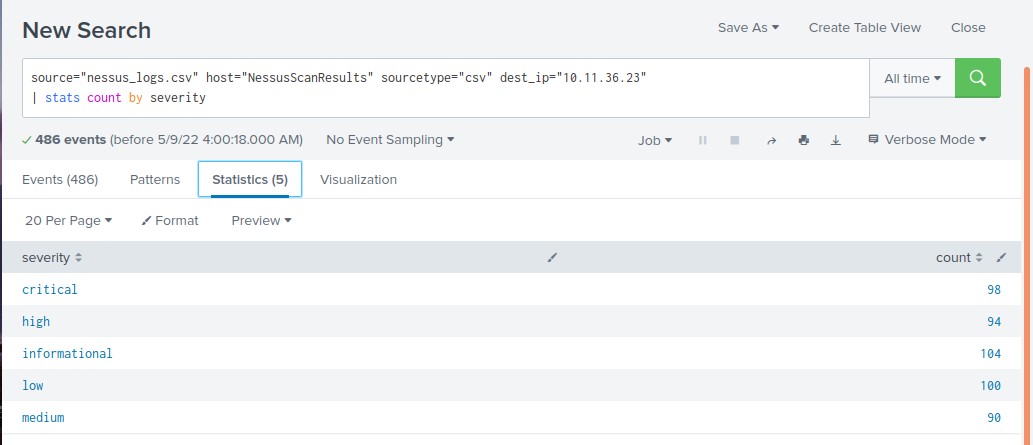 New Search
Save As Create Table View Close
source="nessus_logs.csv" host="NessusScanResults" sourcetype="csv" dest_ip="10.11.36.23"
| stats count by severity
All time
486 events (before 5/9/22 4:00:18.000 AM) No Event Sampling Job Verbose Mode
Events (486) Patterns Statistics (5) Visualization
20 Per Page Format Preview
severity count
critical 98
high 94
informational 104
low 100
medium 90